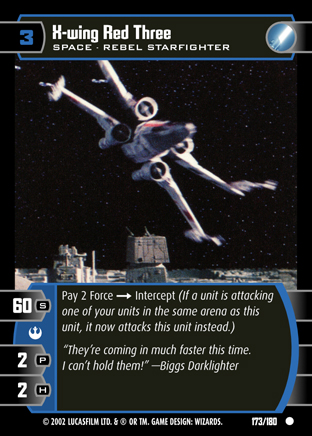 3
X-wing Red Three
SPACE · REBEL STARFIGHTER
60 S
Pay 2 Force → Intercept (If a unit is attacking
one of your units in the same arena as this
unit, it now attacks this unit instead.)
2 P
“They’re coming in much faster this time.
I can’t hold them!” —Biggs Darklighter
2 H
© 2002 LUCASFILM LTD. & ® OR TM. GAME DESIGN: WIZARDS. 173/180